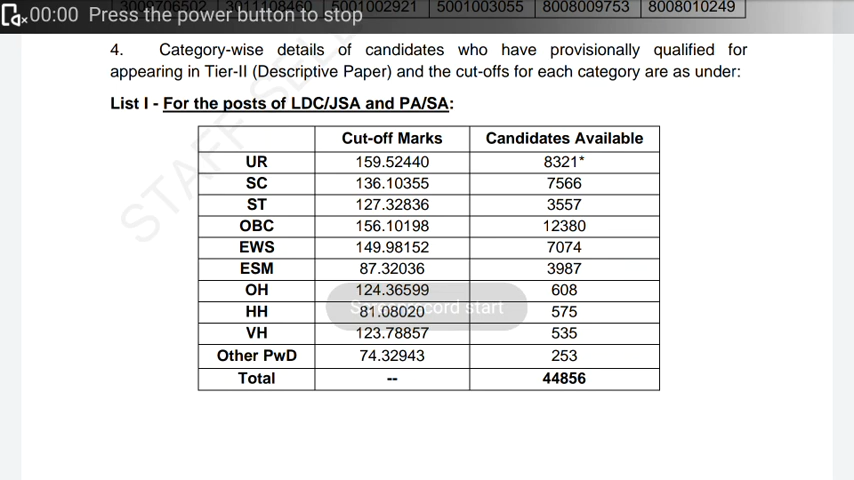 3009706502 3011108460 5001002921 5001003055 8008009753 8008010249
00:00 Press the power button to stop
4. Category-wise details of candidates who have provisionally qualified for
appearing in Tier-II (Descriptive Paper) and the cut-offs for each category are as under:
List I - For the posts of LDC/JSA and PA/SA:
Cut-off Marks Candidates Available
UR 159.52440 8321*
SC 136.10355 7566
ST 127.32836 3557
OBC 156.10198 12380
EWS 149.98152 7074
ESM 87.32036 3987
OH 124.36599 608
HH 81.08020 575
VH 123.78857 535
Other PwD 74.32943 253
Total -- 44856
STAFF
start